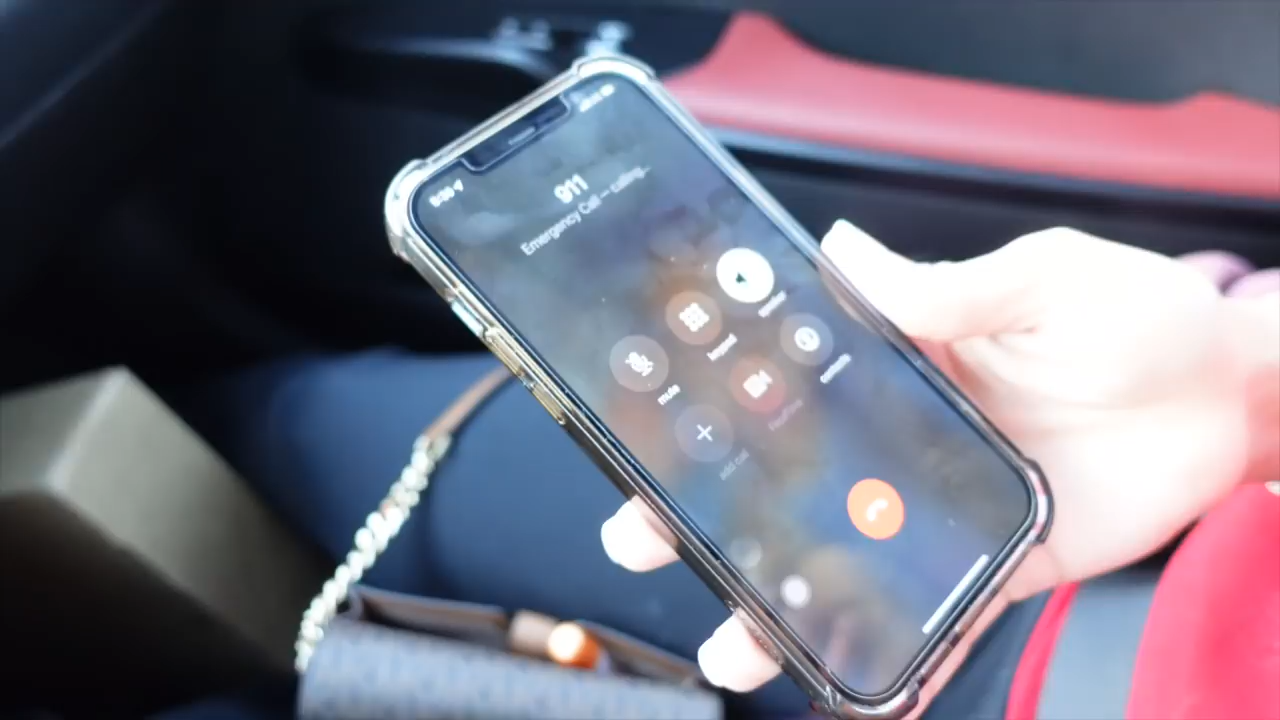 911
Emergency Call — calling...
mute
keypad
speaker
add call
FaceTime
contacts